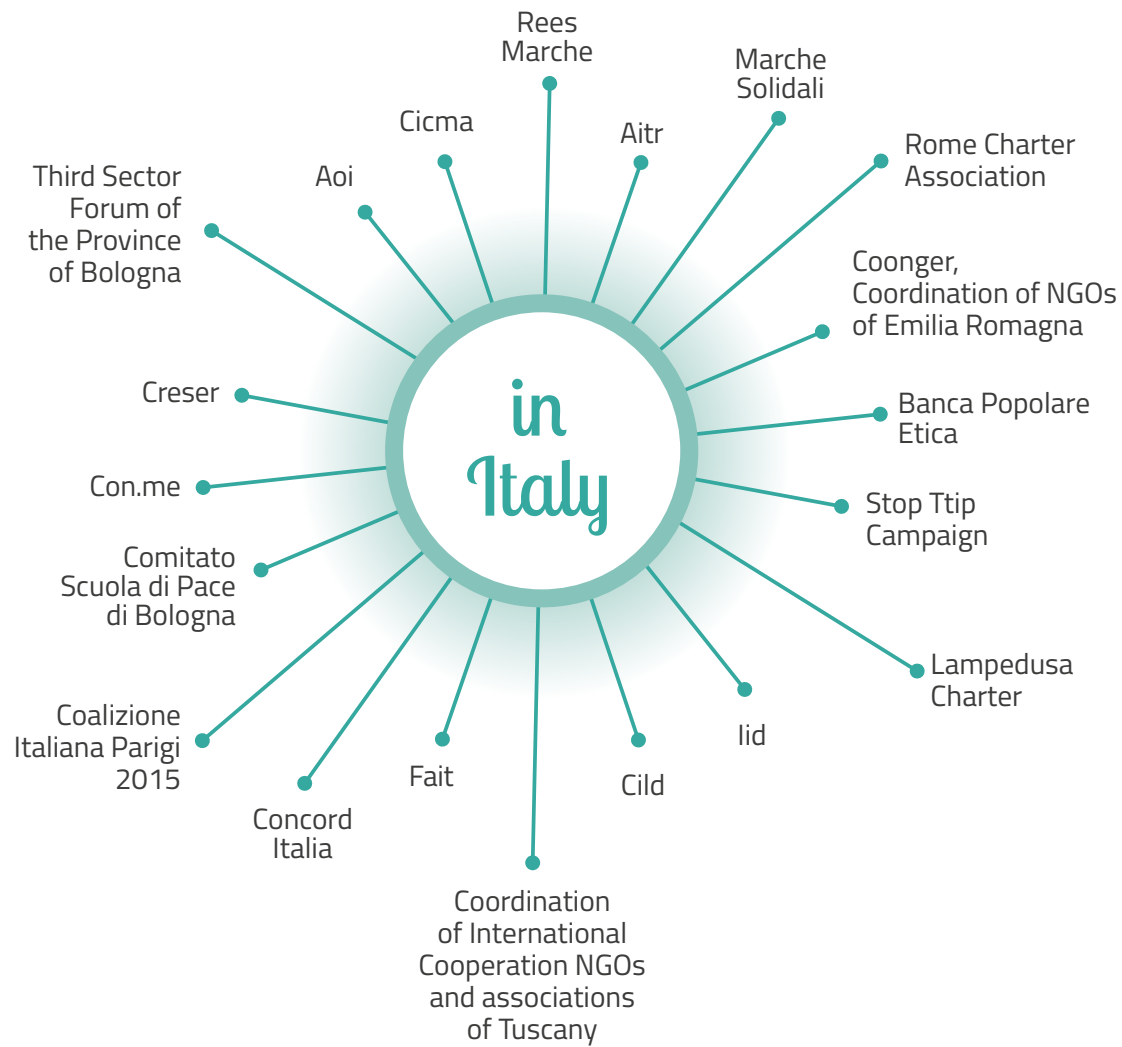 Rees
Marche
Marche
Solidali
Cicma
Aitr
Rome Charter
Association
Aoi
Third Sector
Forum of
the Province
of Bologna
Coonger,
Coordination of NGOs
of Emilia Romagna
in
Italy
Creser
Banca Popolare
Etica
Con.me
Stop Ttip
Campaign
Comitato
Scuola di Pace
di Bologna
Lampedusa
Charter
Coalizione
Italiana Parigi
2015
Iid
Fait
Cild
Concord
Italia
Coordination
of International
Cooperation NGOs
and associations
of Tuscany